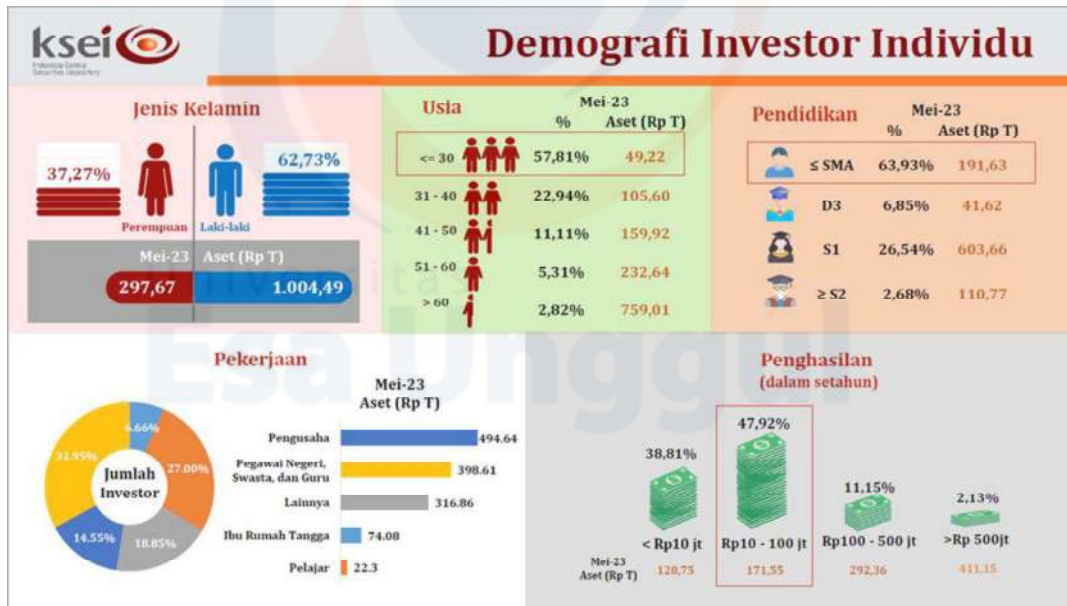 ksei
Indonesia Central
Securities Depository
Demografi Investor Individu
Jenis Kelamin
37,27%
62,73%
Perempuan
Laki-laki
Mei-23 Aset (Rp T)
297,67
1.004,49
Usia
Mei-23
% Aset (Rp T)
<= 30 57,81% 49,22
31 - 40 22,94% 105,60
41 - 50 11,11% 159,92
51 - 60 5,31% 232,64
> 60 2,82% 759,01
Pendidikan
Mei-23
% Aset (Rp T)
≤ SMA 63,93% 191,63
D3 6,85% 41,62
S1 26,54% 603,66
≥ S2 2,68% 110,77
Universitas
Esa Unggul
Pekerjaan
Jumlah
Investor
6.66%
27.00%
18.85%
14.55%
32.95%
Mei-23
Aset (Rp T)
Pengusaha 494.64
Pegawai Negeri,
Swasta, dan Guru 398.61
Lainnya 316.86
Ibu Rumah Tangga 74.08
Pelajar 22.3
Penghasilan
(dalam setahun)
38,81%
47,92%
11,15%
2,13%
< Rp10 jt Rp10 - 100 jt Rp100 - 500 jt >Rp 500jt
Mei-23
Aset (Rp T) 120,75 171,55 292,36 411,15